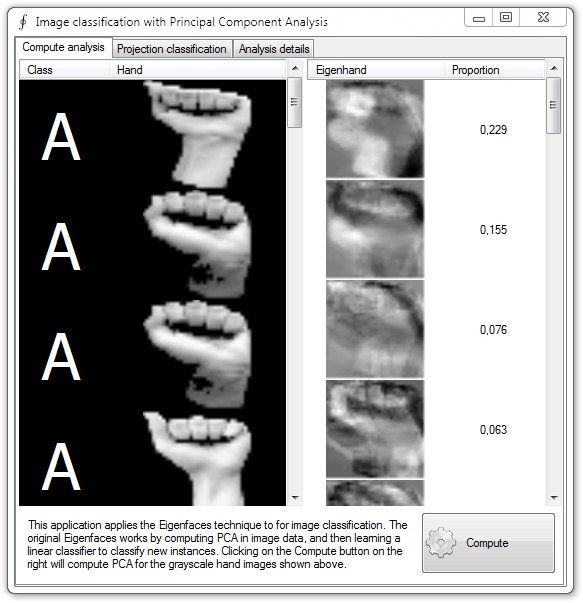 Image classification with Principal Component Analysis
Compute analysis Projection classification Analysis details
Class Hand Eigenhand Proportion
A 0,229
A 0,155
A 0,076
A 0,063
This application applies the Eigenfaces technique to for image classification. The
original Eigenfaces works by computing PCA in image data, and then learning a
linear classifier to classify new instances. Clicking on the Compute button on the
right will compute PCA for the grayscale hand images shown above.
Compute